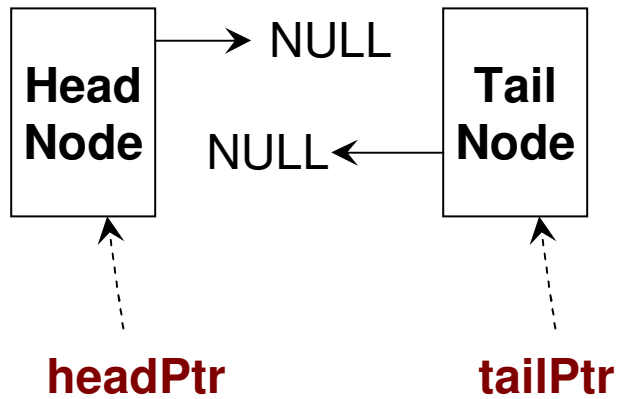 Head
Node
NULL
NULL
Tail
Node
headPtr
tailPtr